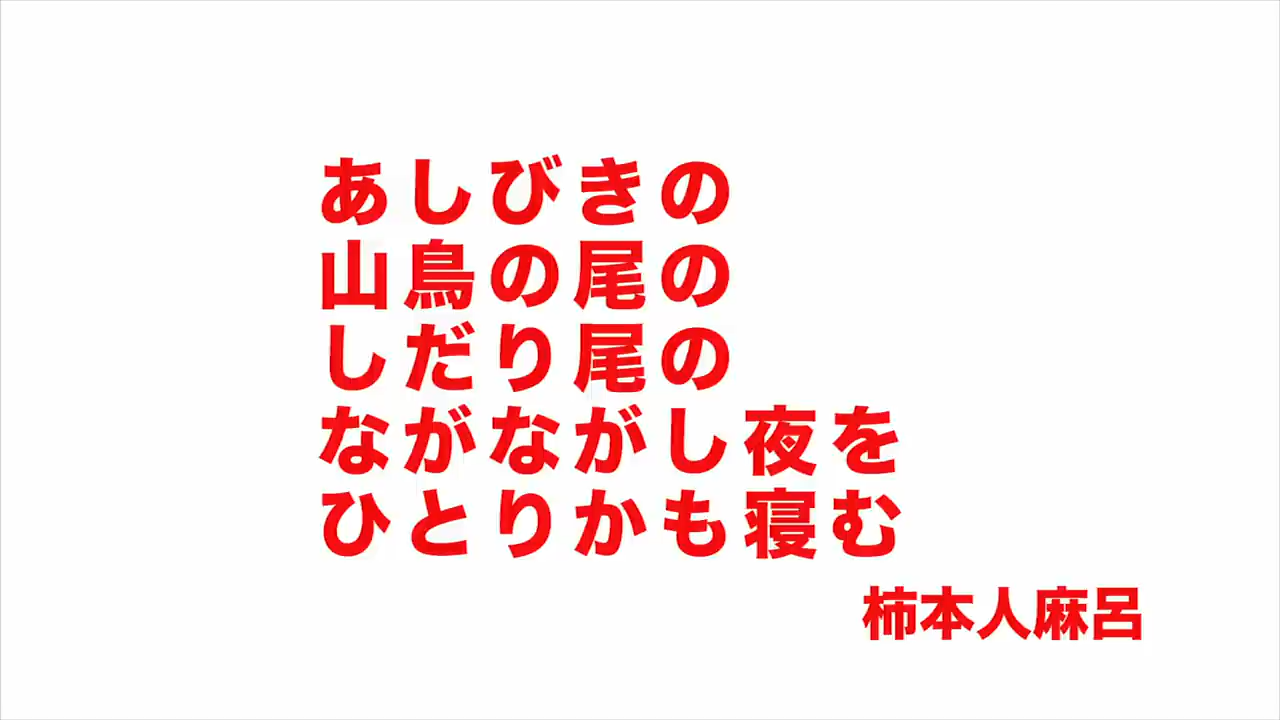 あしびきの
山鳥の尾の
しだり尾の
ながながし夜を
ひとりかも寝む
柿本人麻呂